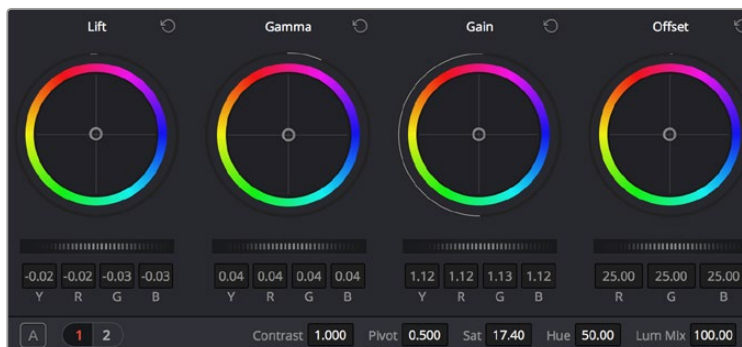 Lift Gamma Gain Offset
-0.02 -0.02 -0.03 -0.03 0.04 0.04 0.04 0.04 1.12 1.12 1.13 1.12 25.00 25.00 25.00
Y R G B Y R G B Y R G B R G B
A 1 2 Contrast 1.000 Pivot 0.500 Sat 17.40 Hue 50.00 Lum Mix 100.00